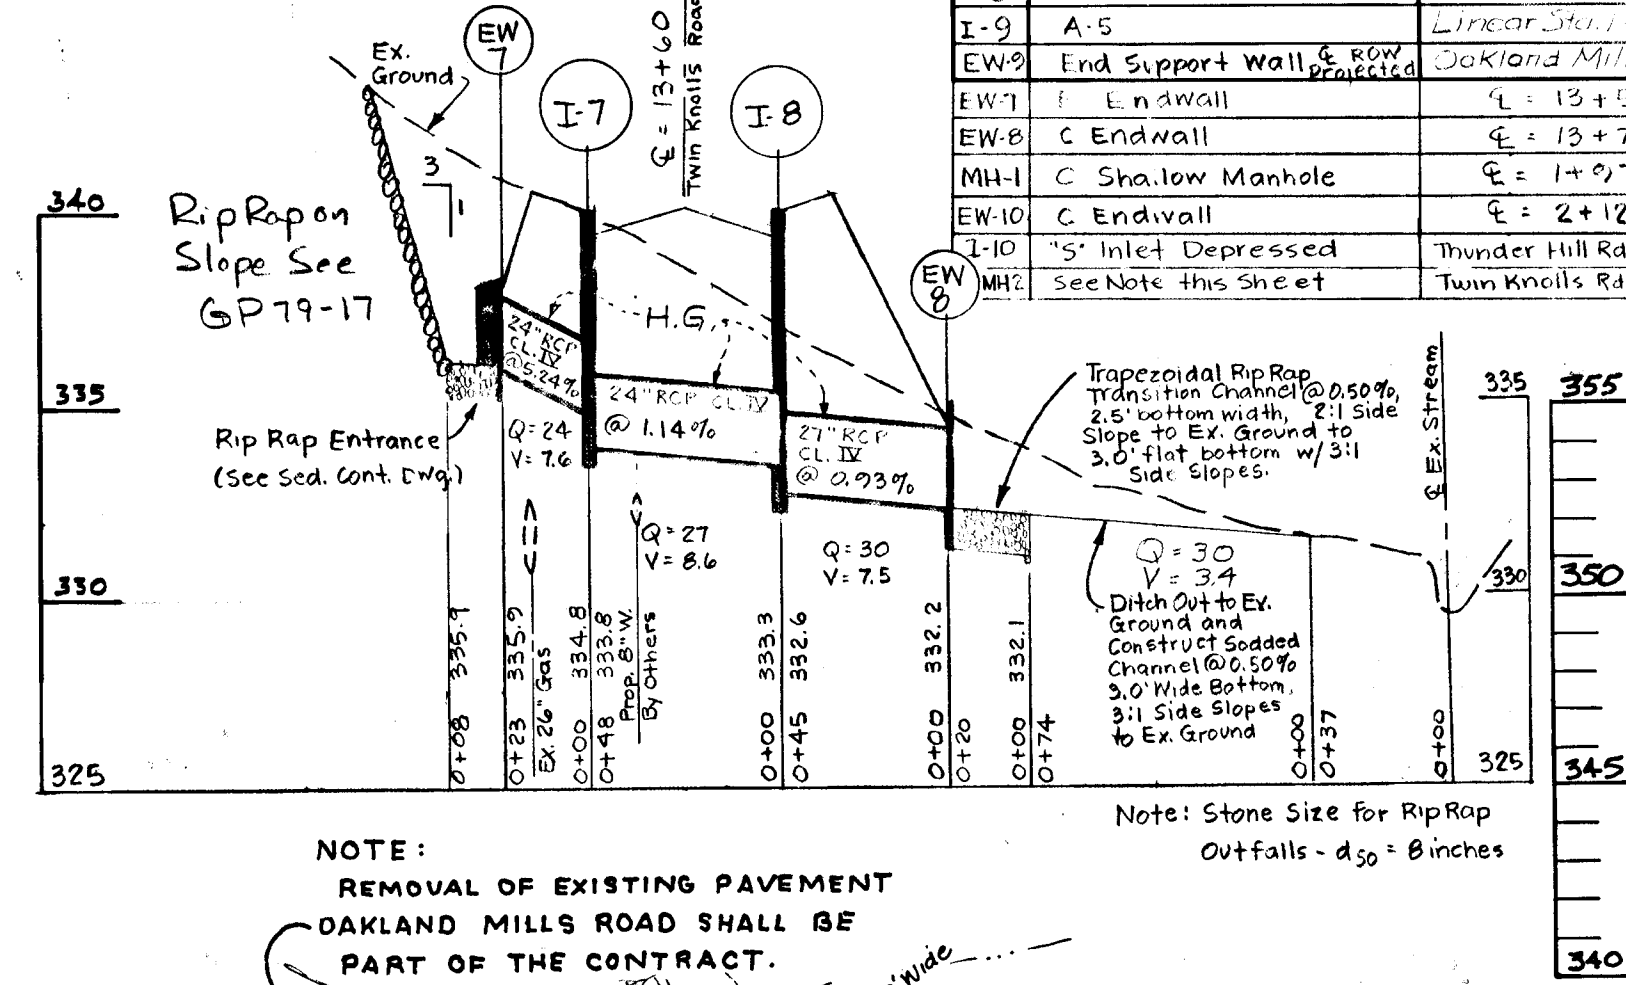 EW
7
Ex.
Ground
I-7
℄ = 13+60
Twin Knolls Road
I-8
3
1
Rip Rap on
Slope See
GP 79-17
340
335
330
325
I-9 A-5 Linear Sta.
EW-9 End Support Wall ℄ ROW Projected Oakland Mill
EW-7 Endwall ℄ = 13+5
EW-8 C Endwall ℄ = 13+7
MH-1 C Shallow Manhole ℄ = 1+
EW-10 C Endwall ℄ = 2+12
I-10 "S" Inlet Depressed Thunder Hill Rd
MH2 See Note this Sheet Twin Knolls Rd
EW
8
H.G.
24" RCP
CL. IV
@5.24%
24" RCP CL. IV
@ 1.14%
27" RCP
CL. IV
@ 0.93%
Rip Rap Entrance
(See Sed. Cont. Dwg.)
Q=24
V=7.6
Q=27
V=8.6
Q=30
V=7.5
Trapezoidal Rip Rap
Transition Channel @ 0.50%,
2.5' bottom width, 2:1 Side
Slope to Ex. Ground to
3.0' flat bottom w/ 3:1
Side Slopes.
℄ Ex. Stream
Q = 30
V = 3.4
Ditch Out to Ex.
Ground and
Construct Sodded
Channel @ 0.50%
3.0' Wide Bottom,
3:1 Side Slopes
to Ex. Ground
335
330
325
355
350
345
340
335.9
335.9
Ex. 26" Gas
334.8
333.8
Prop. 8" W.
By Others
333.3
332.6
332.2
332.1
0+08
0+23
0+00
0+48
0+00
0+45
0+00
0+20
0+00
0+74
0+00
0+37
0+00
Note: Stone Size for RipRap
Outfalls - d50 = 8 inches
NOTE:
REMOVAL OF EXISTING PAVEMENT
OAKLAND MILLS ROAD SHALL BE
PART OF THE CONTRACT.
'Wide